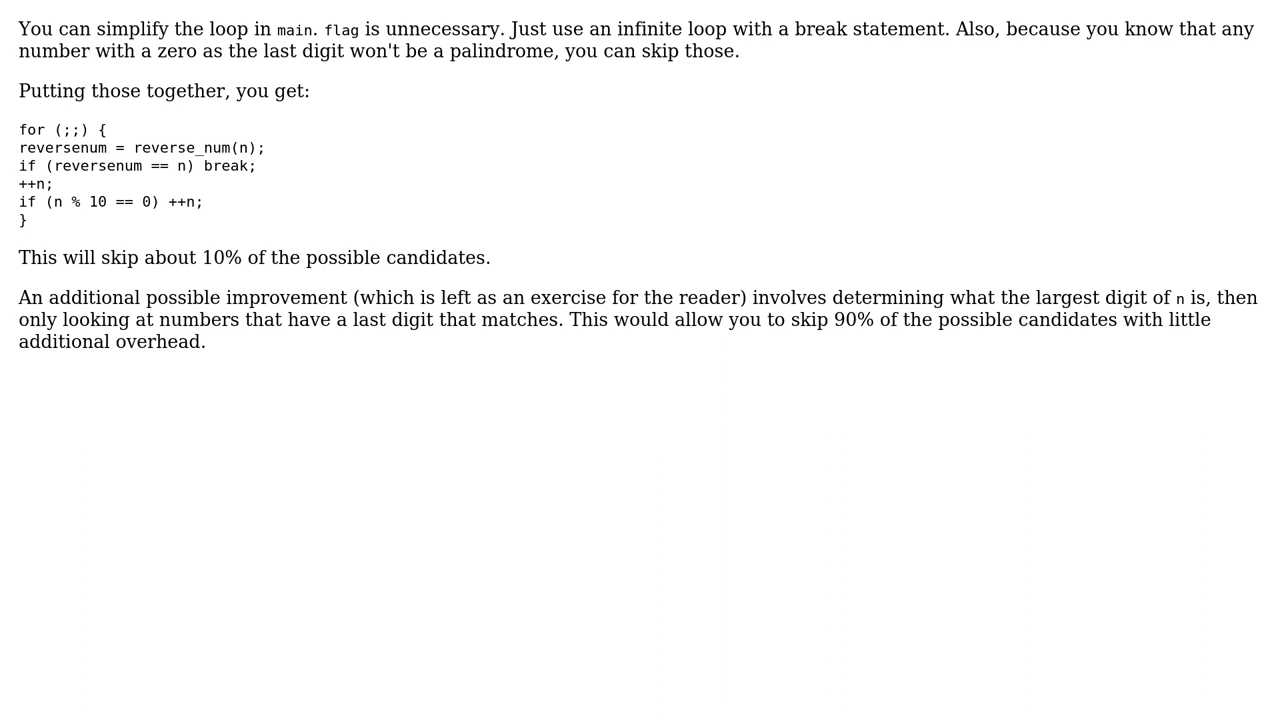 You can simplify the loop in main. flag is unnecessary. Just use an infinite loop with a break statement. Also, because you know that any
number with a zero as the last digit won't be a palindrome, you can skip those.
Putting those together, you get:
for (;;) {
reversenum = reverse_num(n);
if (reversenum == n) break;
++n;
if (n % 10 == 0) ++n;
}
This will skip about 10% of the possible candidates.
An additional possible improvement (which is left as an exercise for the reader) involves determining what the largest digit of n is, then
only looking at numbers that have a last digit that matches. This would allow you to skip 90% of the possible candidates with little
additional overhead.